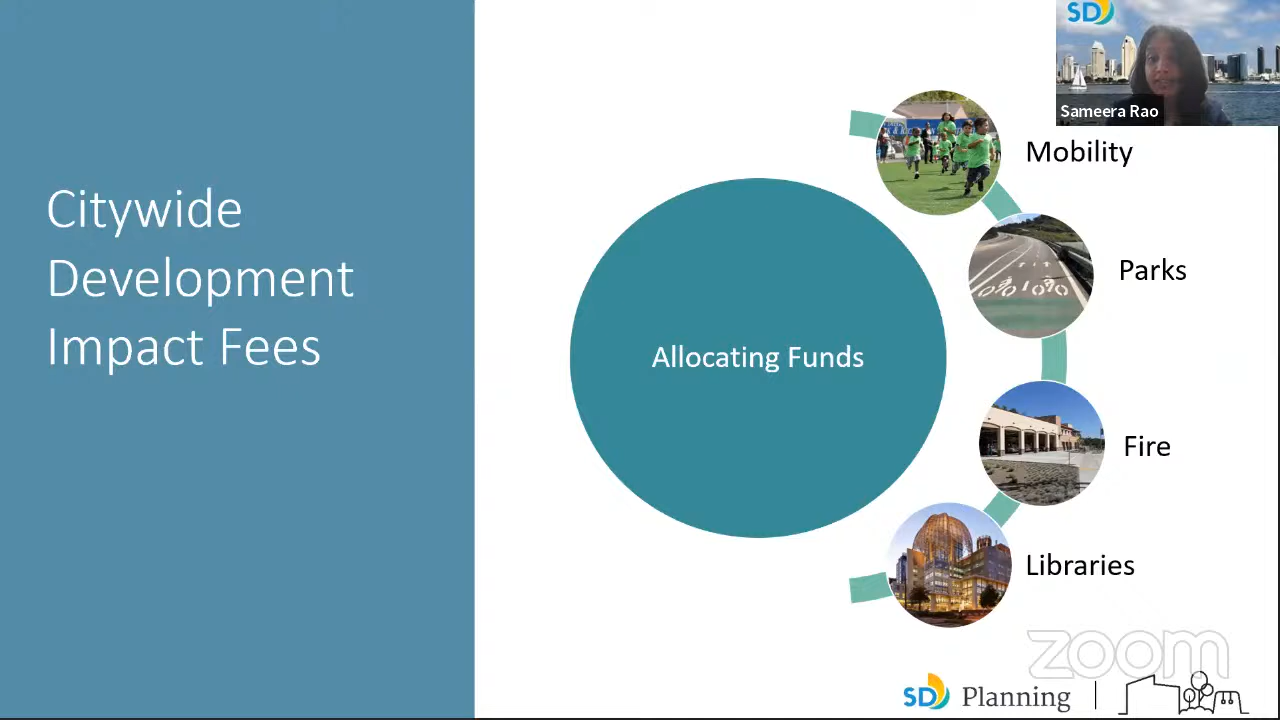 Citywide
Development
Impact Fees
Allocating Funds
Mobility
Parks
Fire
Libraries
SD
Sameera Rao
zoom
SD Planning